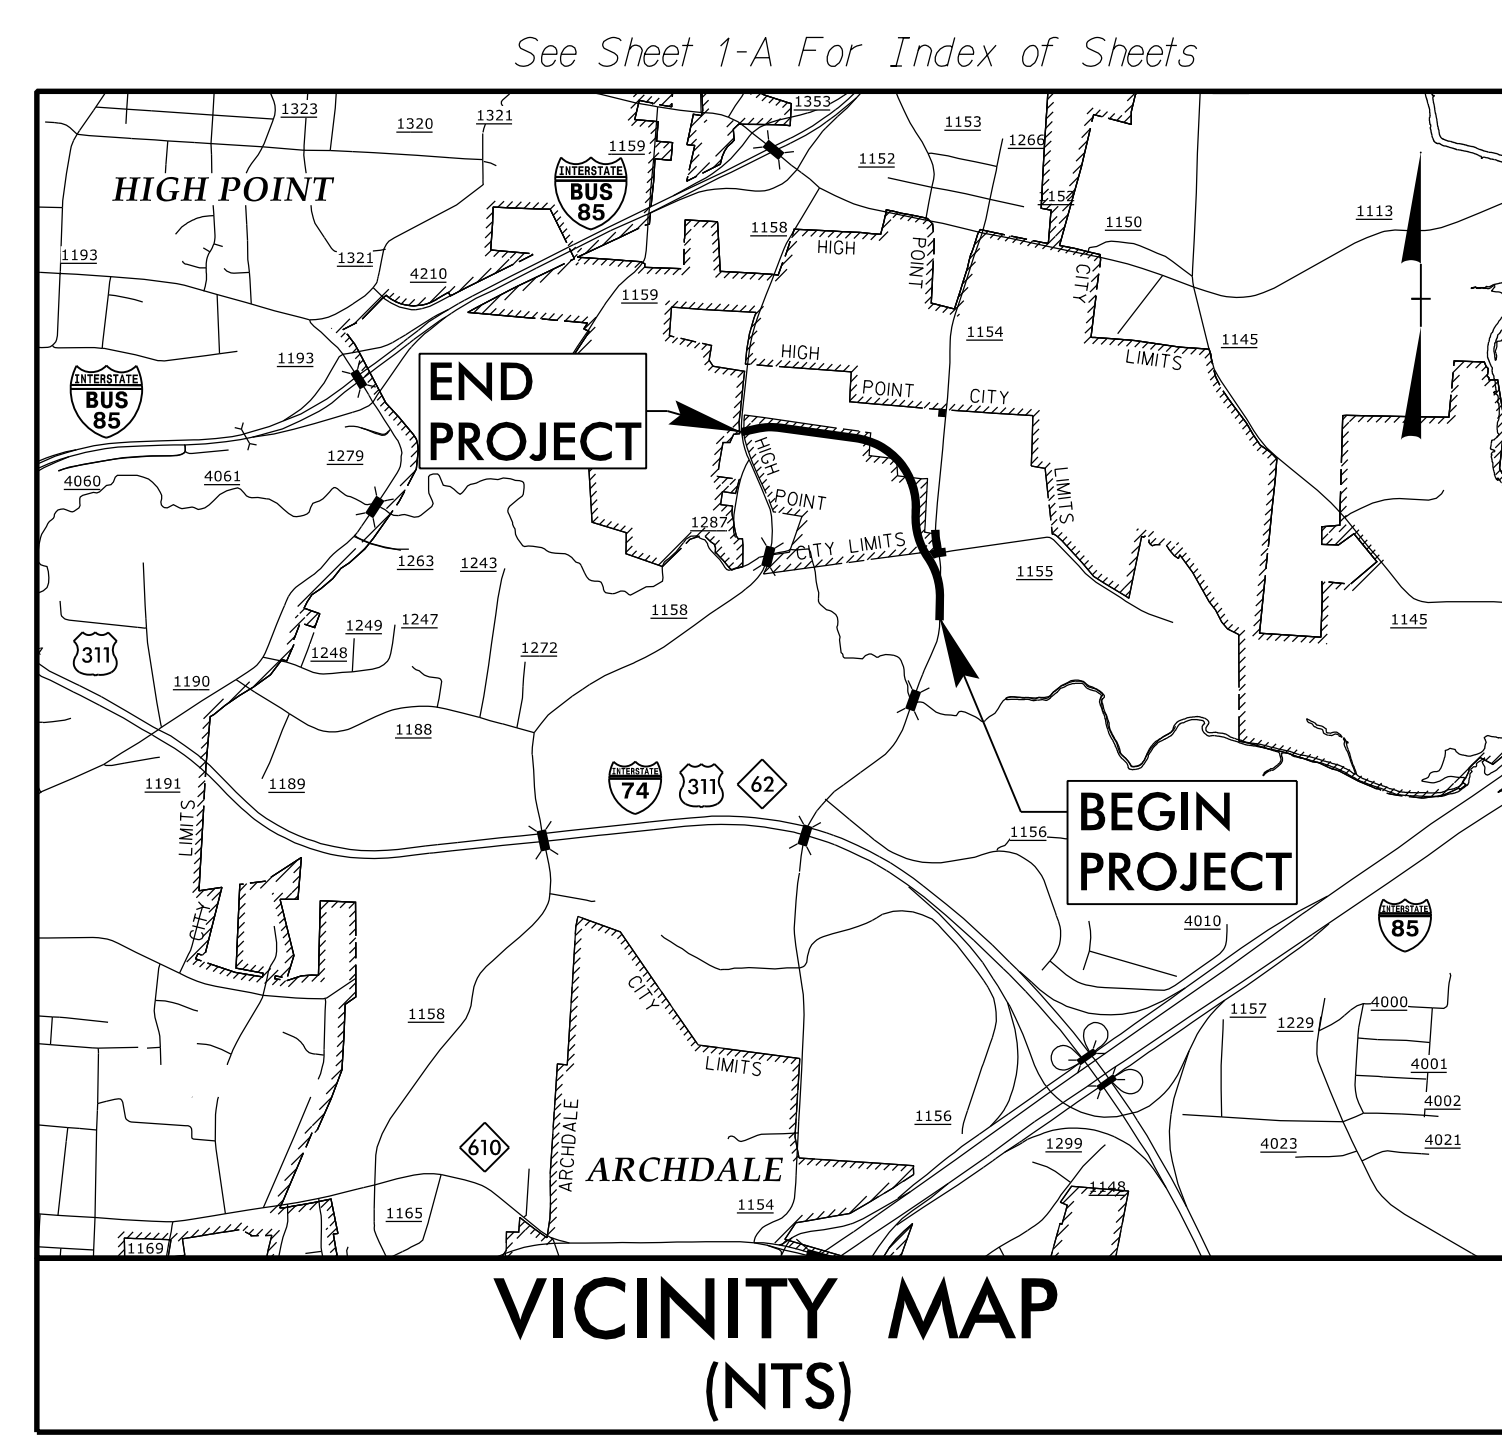 See Sheet 1-A For Index of Sheets
1323
1320
1321
1353
1153
1266
1159
1152
HIGH POINT
INTERSTATE
BUS
85
1152
1113
1150
1158
HIGH
POINT
1193
1321
4210
CITY
1159
1154
1145
HIGH
LIMITS
1193
INTERSTATE
BUS
85
END
PROJECT
POINT
CITY
HIGH
1279
4060
4061
POINT
LIMITS
1287
CITY LIMITS
1263
1243
1155
1158
1145
1249
1247
311
1248
1272
1190
1188
1191
1189
INTERSTATE
74
311
62
BEGIN
PROJECT
LIMITS
1156
CITY
4010
INTERSTATE
85
CITY
1158
1157
1229
4000
LIMITS
4001
4002
1156
ARCHDALE
610
1299
4023
4021
ARCHDALE
1148
1165
1154
1169
VICINITY MAP
(NTS)